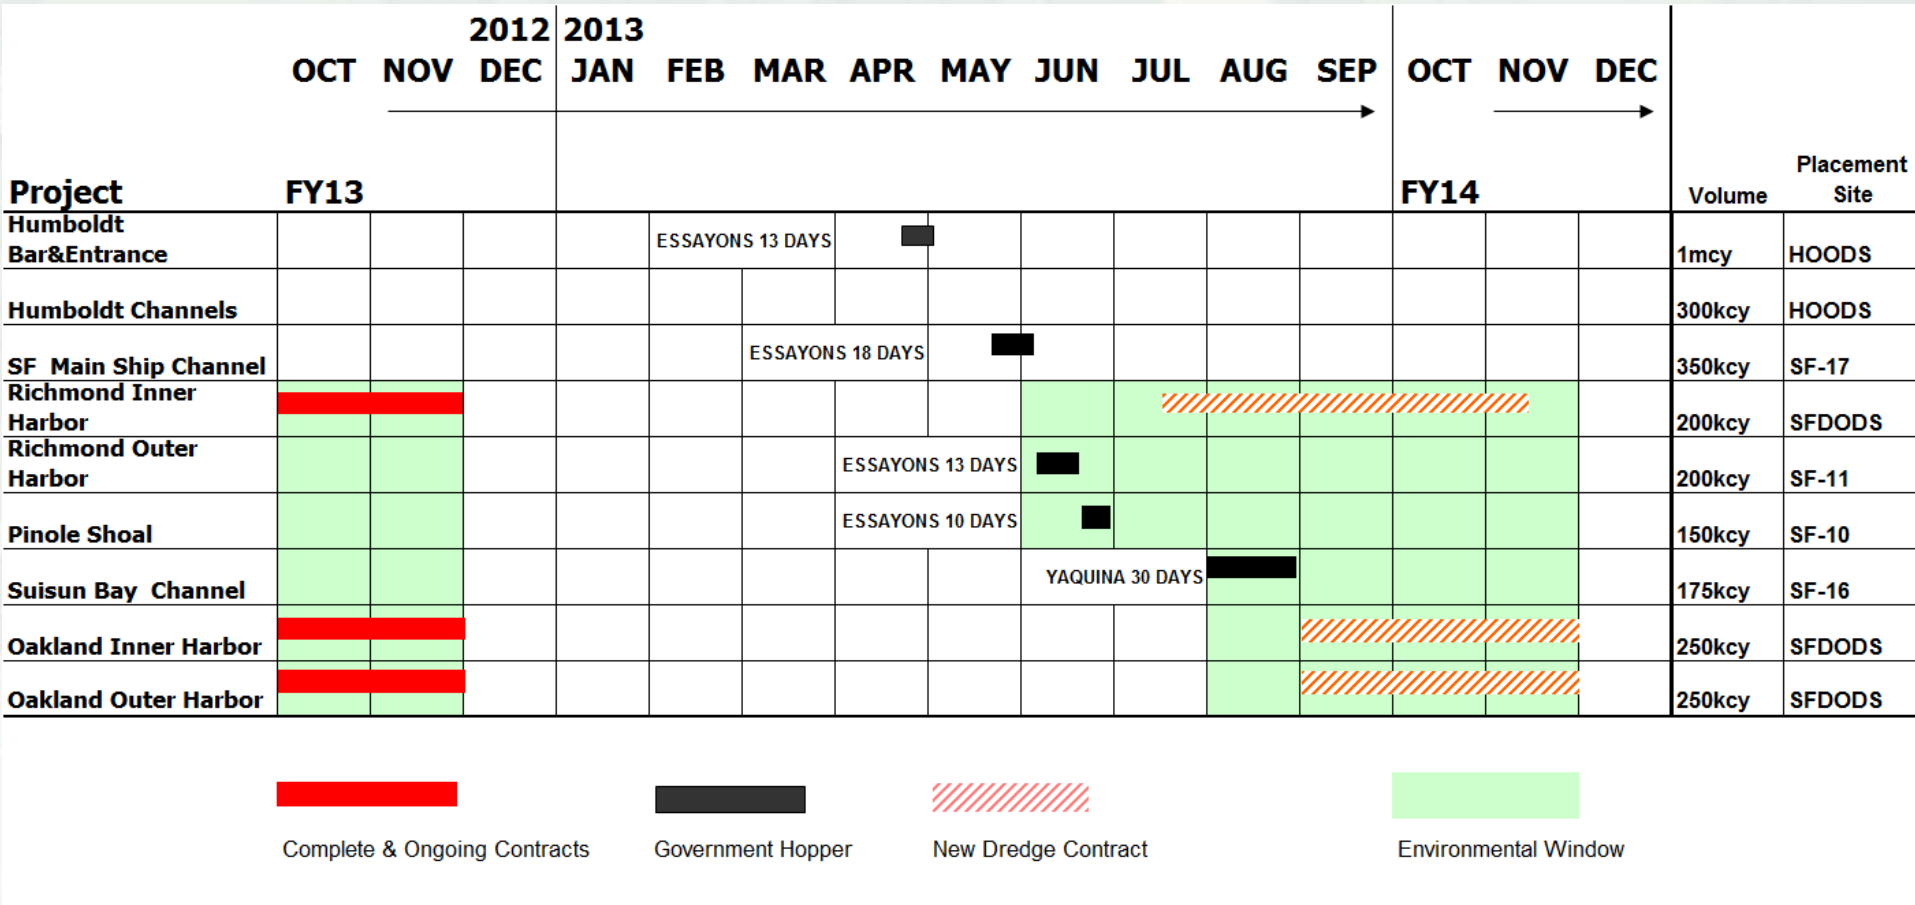 2012 2013
OCT NOV DEC JAN FEB MAR APR MAY JUN JUL AUG SEP OCT NOV DEC
Project FY13 FY14 Volume Placement Site
Humboldt
Bar&Entrance ESSAYONS 13 DAYS 1mcy HOODS
Humboldt Channels 300kcy HOODS
SF Main Ship Channel ESSAYONS 18 DAYS 350kcy SF-17
Richmond Inner
Harbor 200kcy SFDODS
Richmond Outer
Harbor ESSAYONS 13 DAYS 200kcy SF-11
Pinole Shoal ESSAYONS 10 DAYS 150kcy SF-10
Suisun Bay Channel YAQUINA 30 DAYS 175kcy SF-16
Oakland Inner Harbor 250kcy SFDODS
Oakland Outer Harbor 250kcy SFDODS
Complete & Ongoing Contracts Government Hopper New Dredge Contract Environmental Window